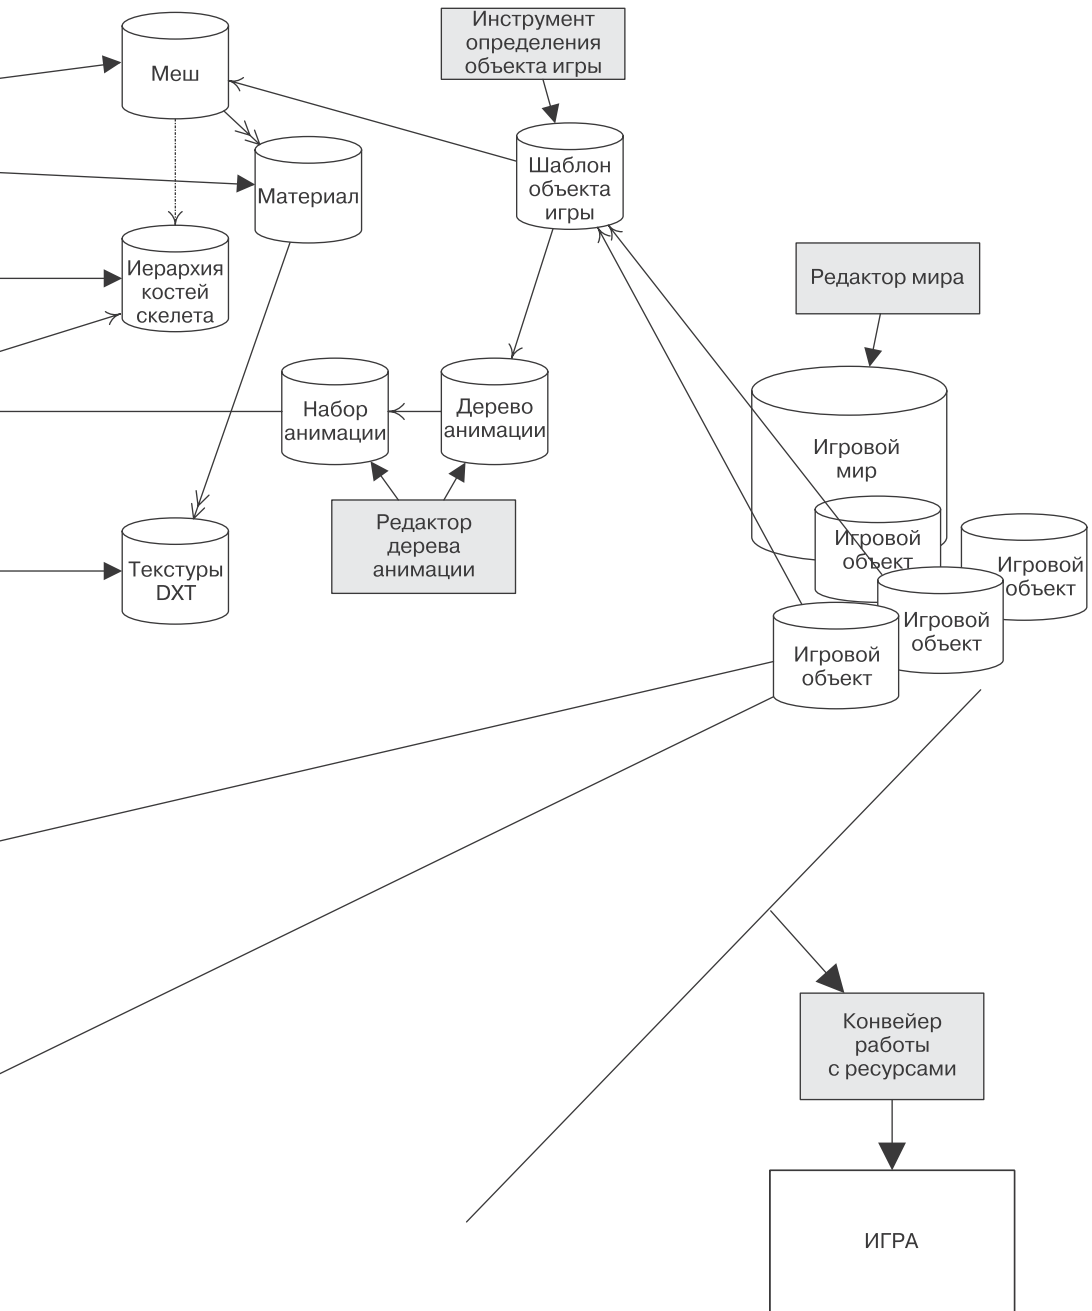 Инструмент
определения
объекта игры
Меш
Шаблон
объекта
игры
Материал
Иерархия
костей
скелета
Редактор мира
Набор
анимации
Дерево
анимации
Игровой
мир
Редактор
дерева
анимации
Текстуры
DXT
Игровой
объект
Игровой
объект
Игровой
объект
Игровой
объект
Конвейер
работы
с ресурсами
ИГРА